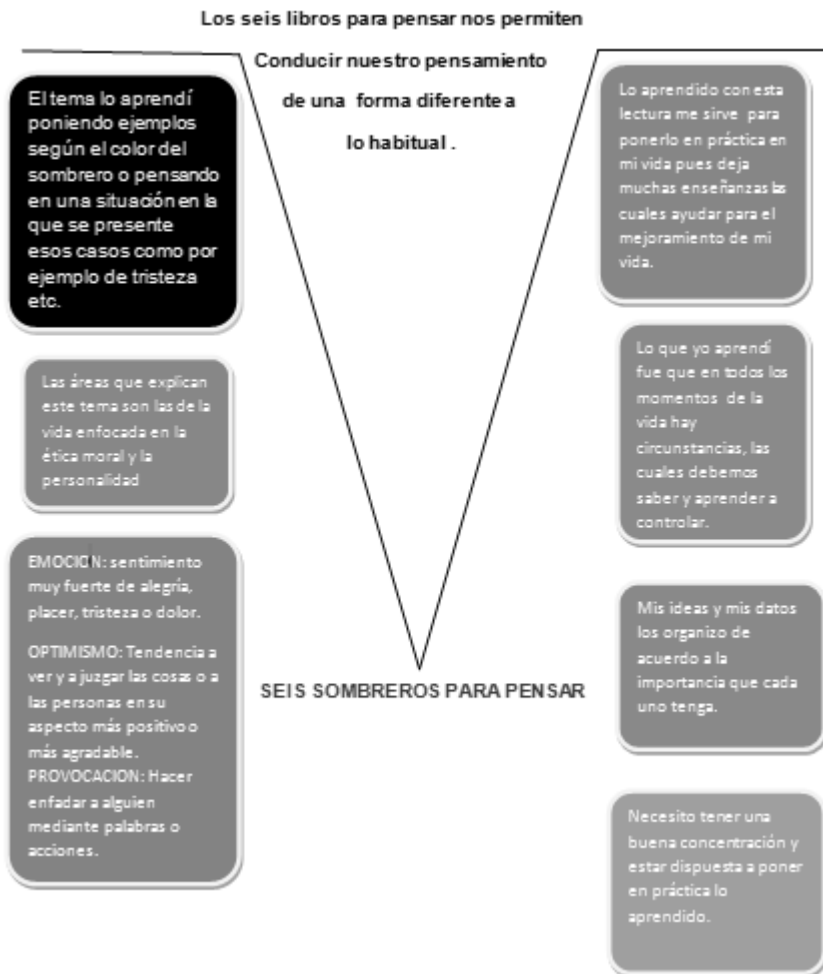 Los seis libros para pensar nos permiten
Conducir nuestro pensamiento
de una forma diferente a
lo habitual .
El tema lo aprendí
poniendo ejemplos
según el color del
sombrero o pensando
en una situación en la
que se presente
esos casos como por
ejemplo de tristeza
etc.
Las áreas que explican
este tema son las de la
vida enfocada en la
ética moral y la
personalidad
EMOCION: sentimiento
muy fuerte de alegría,
placer, tristeza o dolor.
OPTIMISMO: Tendencia a
ver y a juzgar las cosas o a
las personas en su
aspecto más positivo o
más agradable.
PROVOCACION: Hacer
enfadar a alguien
mediante palabras o
acciones.
SEIS SOMBREROS PARA PENSAR
Lo aprendido con esta
lectura me sirve para
ponerlo en práctica en
mi vida pues deja
muchas enseñanzas las
cuales ayudar para el
mejoramiento de mi
vida.
Lo que yo aprendí
fue que en todos los
momentos de la
vida hay
circunstancias, las
cuales debemos
saber y aprender a
controlar.
Mis ideas y mis datos
los organizo de
acuerdo a la
importancia que cada
uno tenga.
Necesito tener una
buena concentración y
estar dispuesta a poner
en práctica lo
aprendido.